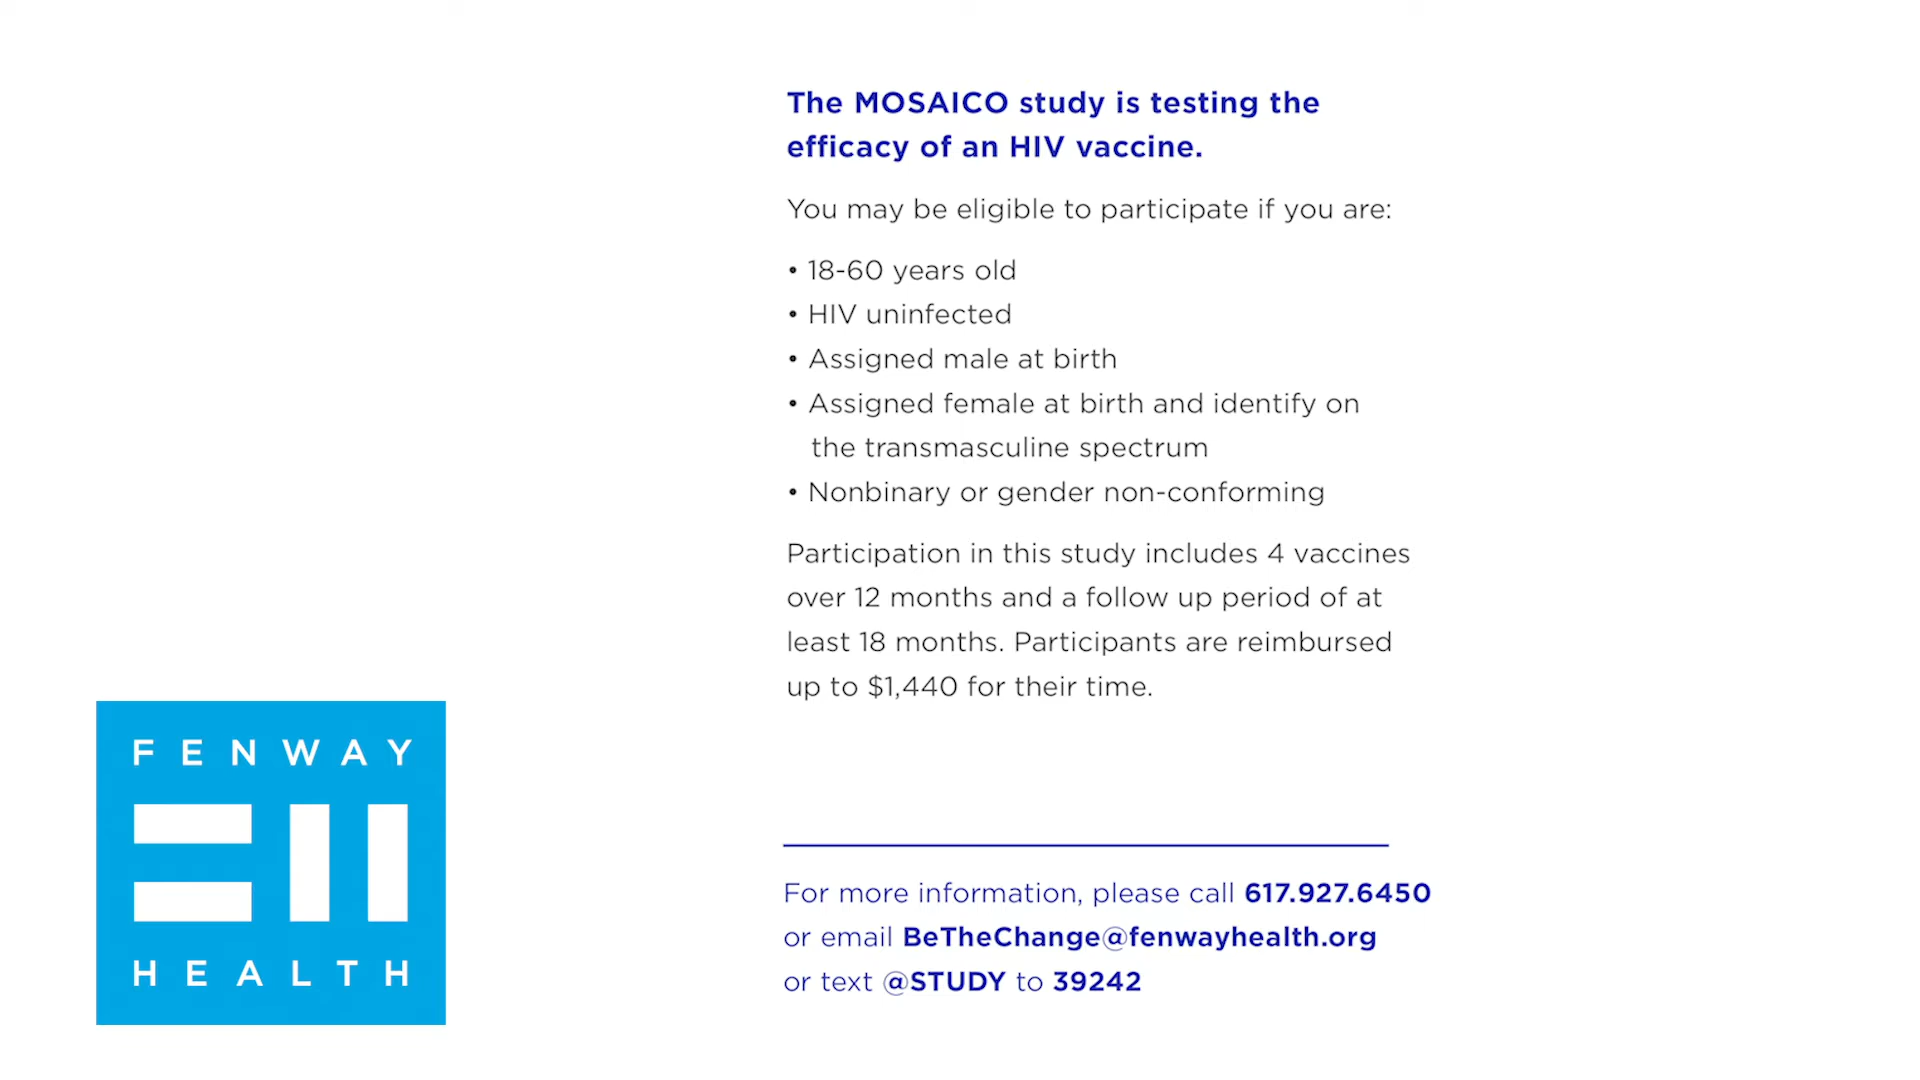 The MOSAICO study is testing the
efficacy of an HIV vaccine.
You may be eligible to participate if you are:
• 18-60 years old
• HIV uninfected
• Assigned male at birth
• Assigned female at birth and identify on
the transmasculine spectrum
• Nonbinary or gender non-conforming
Participation in this study includes 4 vaccines
over 12 months and a follow up period of at
least 18 months. Participants are reimbursed
up to $1,440 for their time.
FENWAY
HEALTH
For more information, please call 617.927.6450
or email BeTheChange@fenwayhealth.org
or text @STUDY to 39242